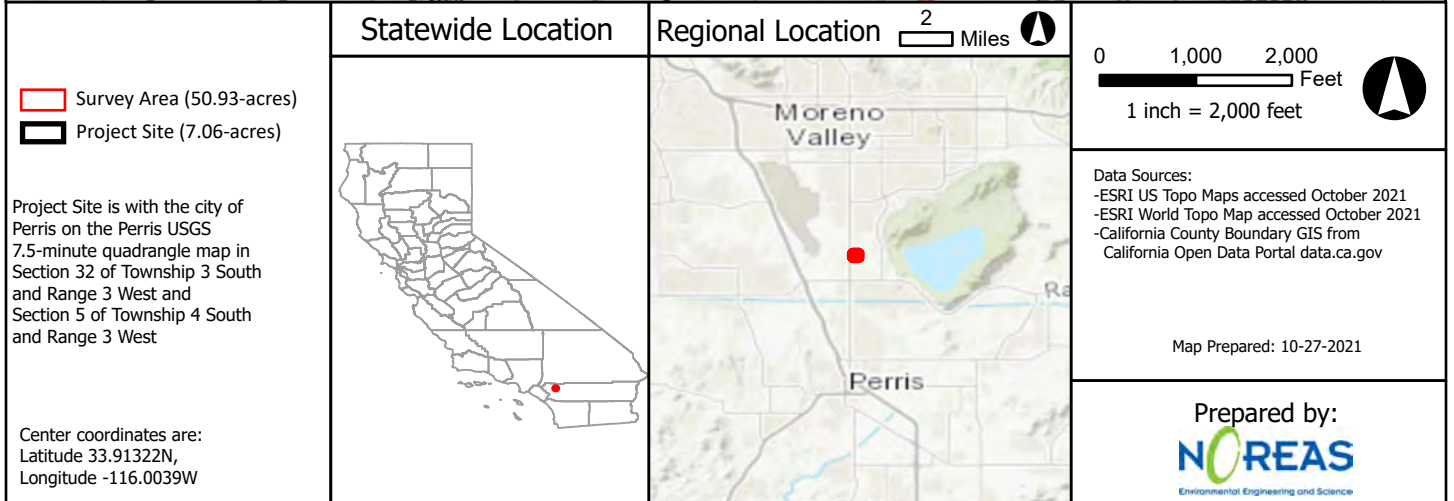 Survey Area (50.93-acres)
Project Site (7.06-acres)
Project Site is with the city of
Perris on the Perris USGS
7.5-minute quadrangle map in
Section 32 of Township 3 South
and Range 3 West and
Section 5 of Township 4 South
and Range 3 West
Center coordinates are:
Latitude 33.91322N,
Longitude -116.0039W
Statewide Location
Regional Location
2
Miles
Moreno
Valley
Ra
Perris
0 1,000 2,000
Feet
1 inch = 2,000 feet
Data Sources:
-ESRI US Topo Maps accessed October 2021
-ESRI World Topo Map accessed October 2021
-California County Boundary GIS from
California Open Data Portal data.ca.gov
Map Prepared: 10-27-2021
Prepared by:
NOREAS
Environmental Engineering and Science